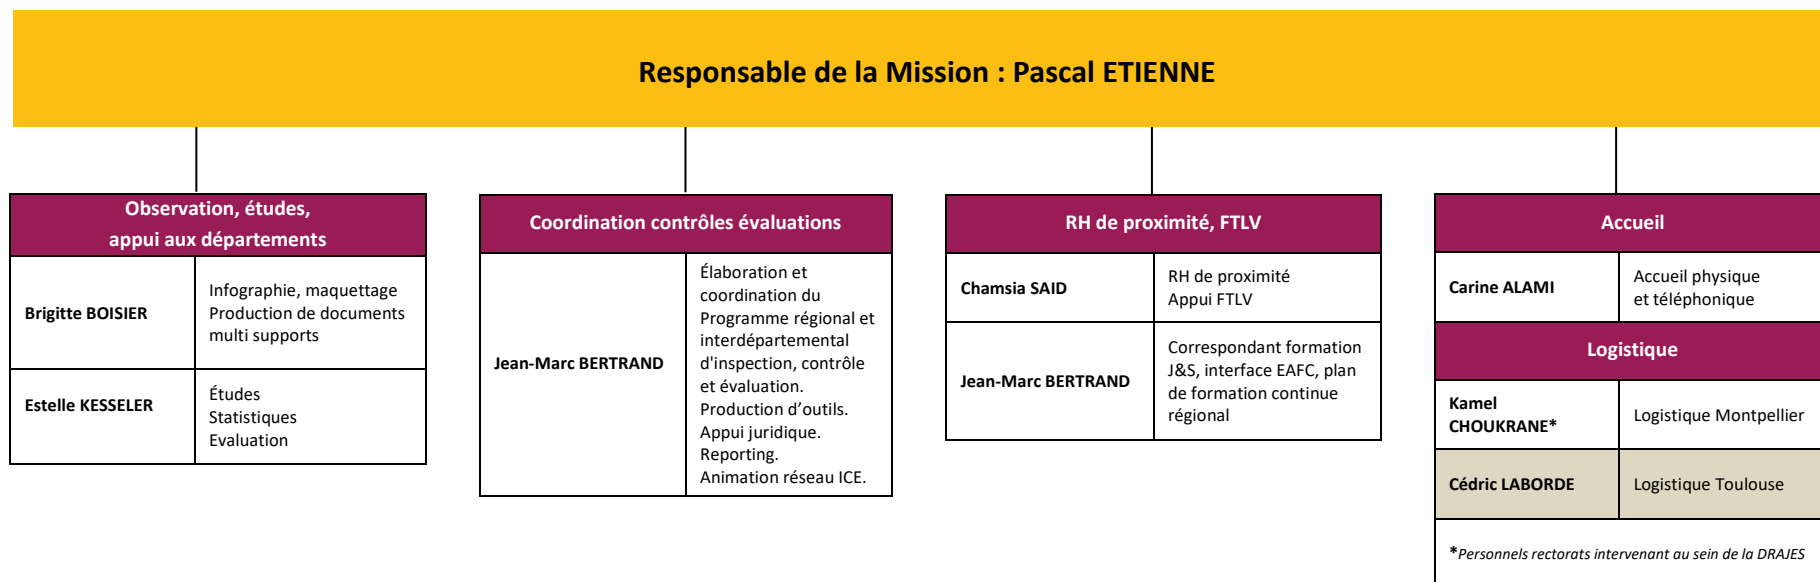 Responsable de la Mission : Pascal ETIENNE
Observation, études,
appui aux départements
Brigitte BOISIER
Infographie, maquettage
Production de documents
multi supports
Estelle KESSELER
Études
Statistiques
Evaluation
Coordination contrôles évaluations
Jean-Marc BERTRAND
Élaboration et
coordination du
Programme régional et
interdépartemental
d'inspection, contrôle
et évaluation.
Production d’outils.
Appui juridique.
Reporting.
Animation réseau ICE.
RH de proximité, FTLV
Chamsia SAID
RH de proximité
Appui FTLV
Jean-Marc BERTRAND
Correspondant formation
J&S, interface EAFC, plan
de formation continue
régional
Accueil
Carine ALAMI
Accueil physique
et téléphonique
Logistique
Kamel
CHOUKRANE*
Logistique Montpellier
Cédric LABORDE
Logistique Toulouse
*Personnels rectorats intervenant au sein de la DRAJES